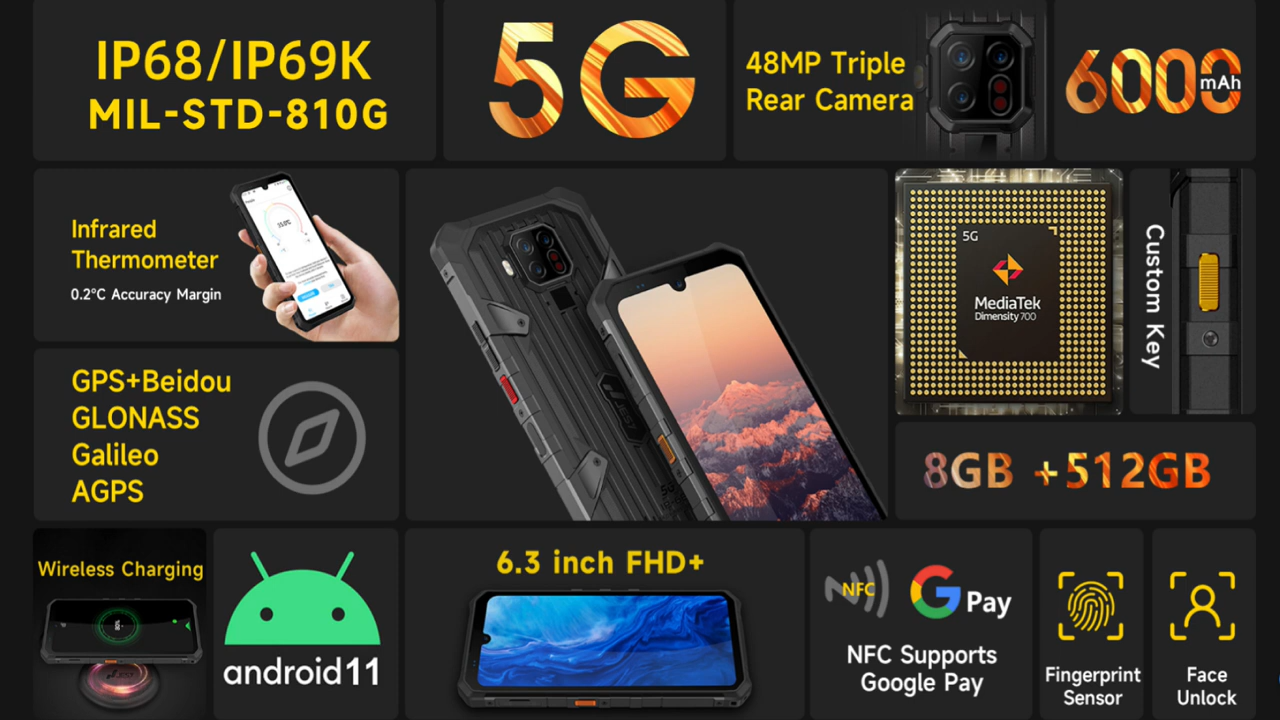 IP68/IP69K
MIL-STD-810G
5G
48MP Triple
Rear Camera
6000
mAh
Infrared
Thermometer
0.2°C Accuracy Margin
5G
MediaTek
Dimensity 700
Custom Key
GPS+Beidou
GLONASS
Galileo
AGPS
8GB +512GB
Wireless Charging
android11
6.3 inch FHD+
NFC
G Pay
NFC Supports
Google Pay
Fingerprint
Sensor
Face
Unlock